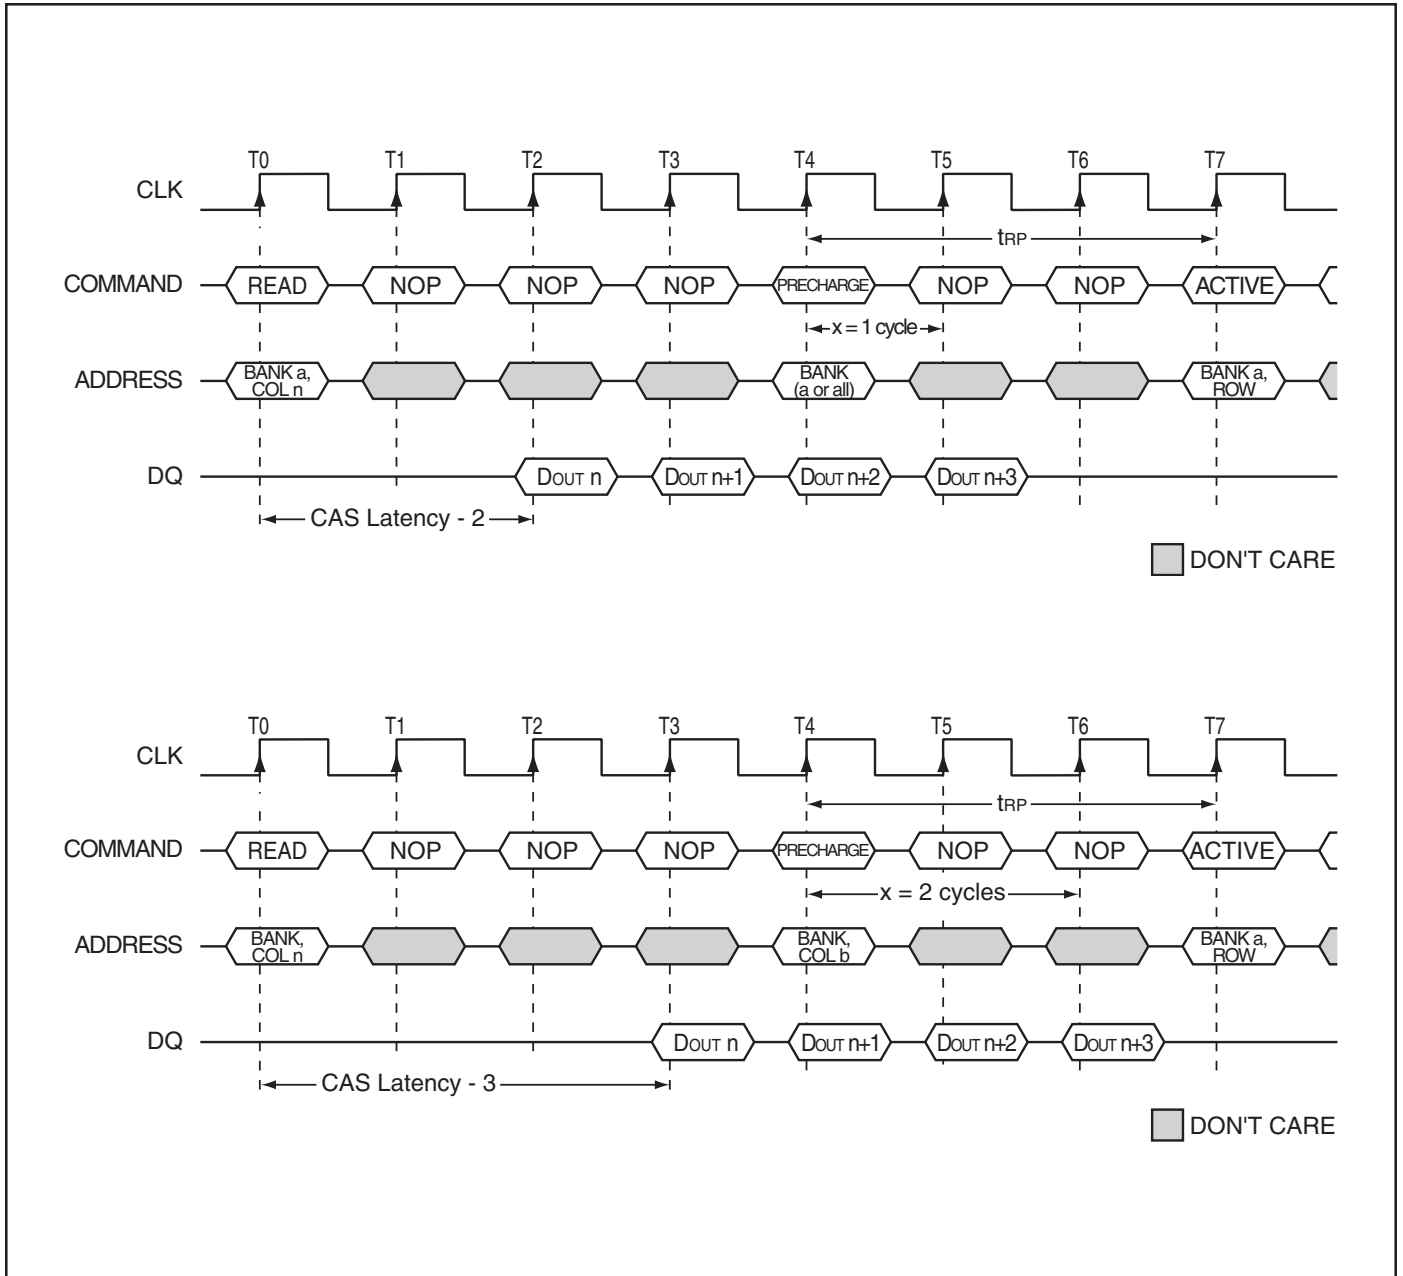 T0 T1 T2 T3 T4 T5 T6 T7
CLK
tRP
COMMAND READ NOP NOP NOP PRECHARGE NOP NOP ACTIVE
x = 1 cycle
ADDRESS BANK a, COL n BANK (a or all) BANK a, ROW
DQ DOUT n DOUT n+1 DOUT n+2 DOUT n+3
CAS Latency - 2
DON'T CARE
T0 T1 T2 T3 T4 T5 T6 T7
CLK
tRP
COMMAND READ NOP NOP NOP PRECHARGE NOP NOP ACTIVE
x = 2 cycles
ADDRESS BANK, COL n BANK, COL b BANK a, ROW
DQ DOUT n DOUT n+1 DOUT n+2 DOUT n+3
CAS Latency - 3
DON'T CARE